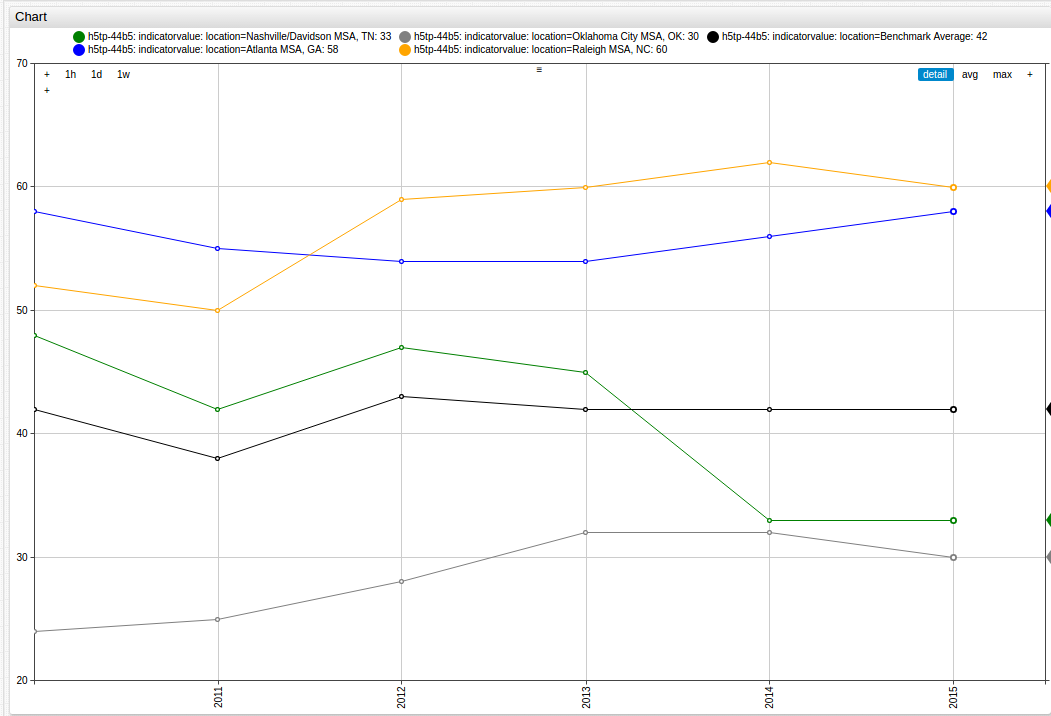 Chart
h5tp-44b5: indicatorvalue: location=Nashville/Davidson MSA, TN: 33 h5tp-44b5: indicatorvalue: location=Oklahoma City MSA, OK: 30 h5tp-44b5: indicatorvalue: location=Benchmark Average: 42
h5tp-44b5: indicatorvalue: location=Atlanta MSA, GA: 58 h5tp-44b5: indicatorvalue: location=Raleigh MSA, NC: 60
70
+ 1h 1d 1w ≡ detail avg max +
+
60
50
40
30
20
2011 2012 2013 2014 2015